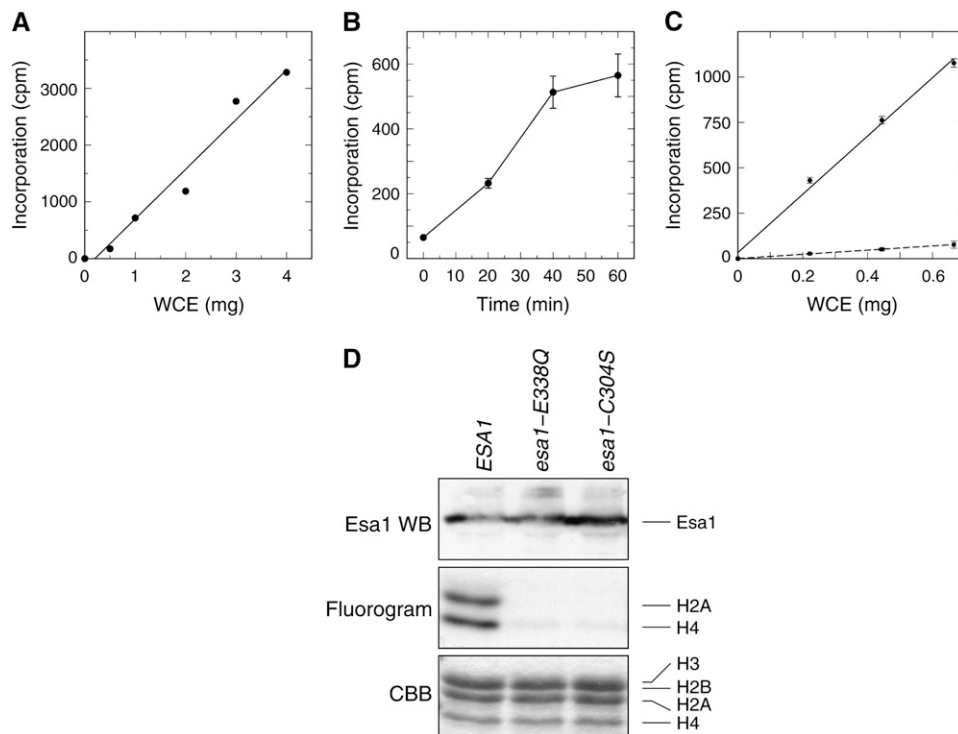 A
Incorporation (cpm)
3000
2000
1000
0
0 1 2 3 4
WCE (mg)
B
Incorporation (cpm)
600
400
200
0
0 10 20 30 40 50 60
Time (min)
C
Incorporation (cpm)
1000
750
500
250
0
0 0.2 0.4 0.6
WCE (mg)
D
ESA1
esa1-E338Q
esa1-C304S
Esa1 WB
Esa1
Fluorogram
H2A
H4
CBB
H3
H2B
H2A
H4